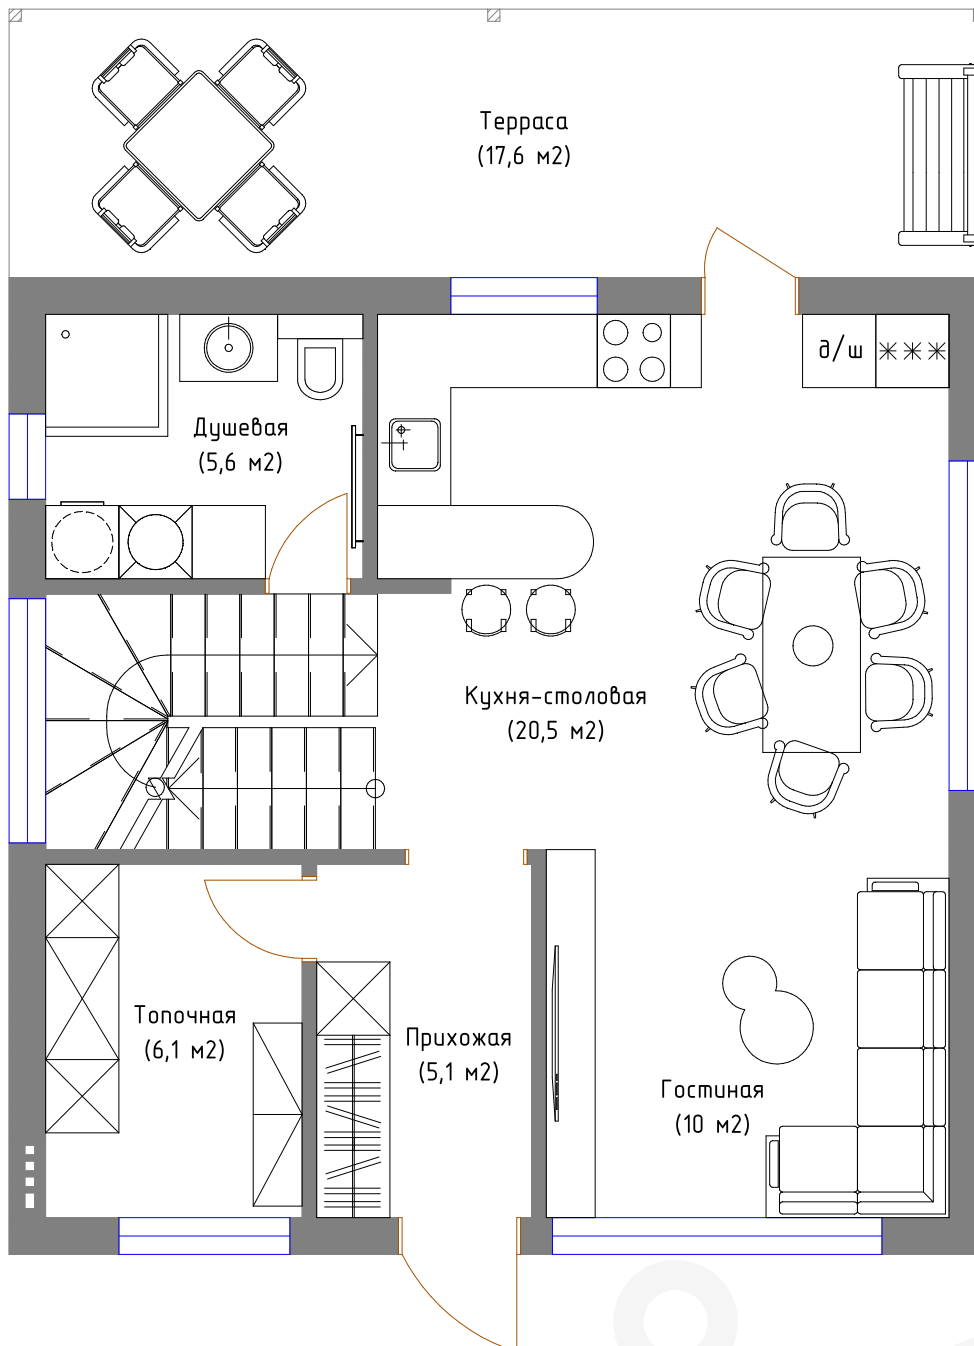 Терраса
(17,6 м2)
д/ш
Душевая
(5,6 м2)
Кухня-столовая
(20,5 м2)
Топочная
(6,1 м2)
Прихожая
(5,1 м2)
Гостиная
(10 м2)